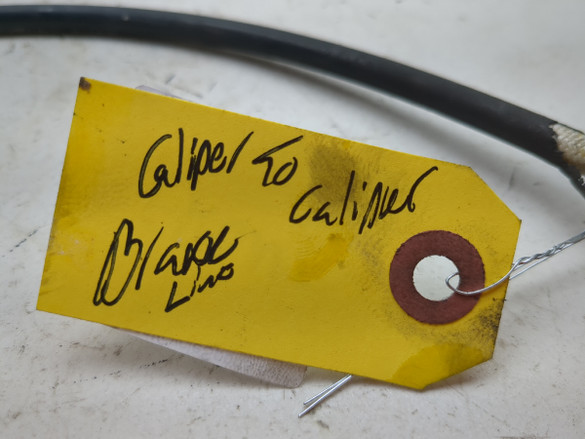 Caliper to
Caliper
Brake
Line